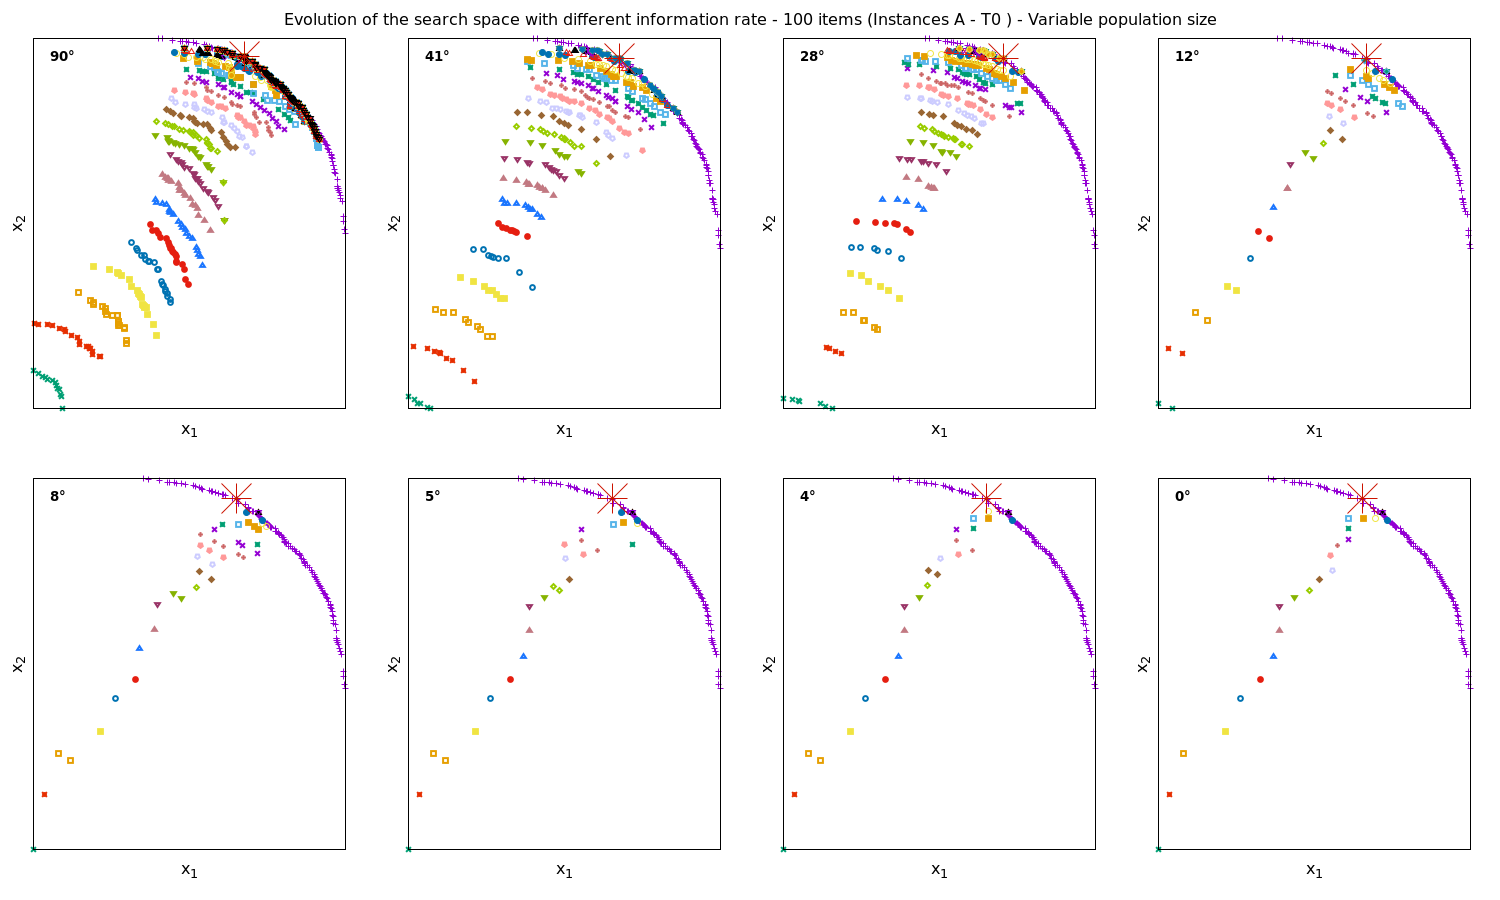 Evolution of the search space with different information rate - 100 items (Instances A - T0 ) - Variable population size
90°
41°
28°
12°
x2
x2
x2
x2
x1
x1
x1
x1
8°
5°
4°
0°
x2
x2
x2
x2
x1
x1
x1
x1